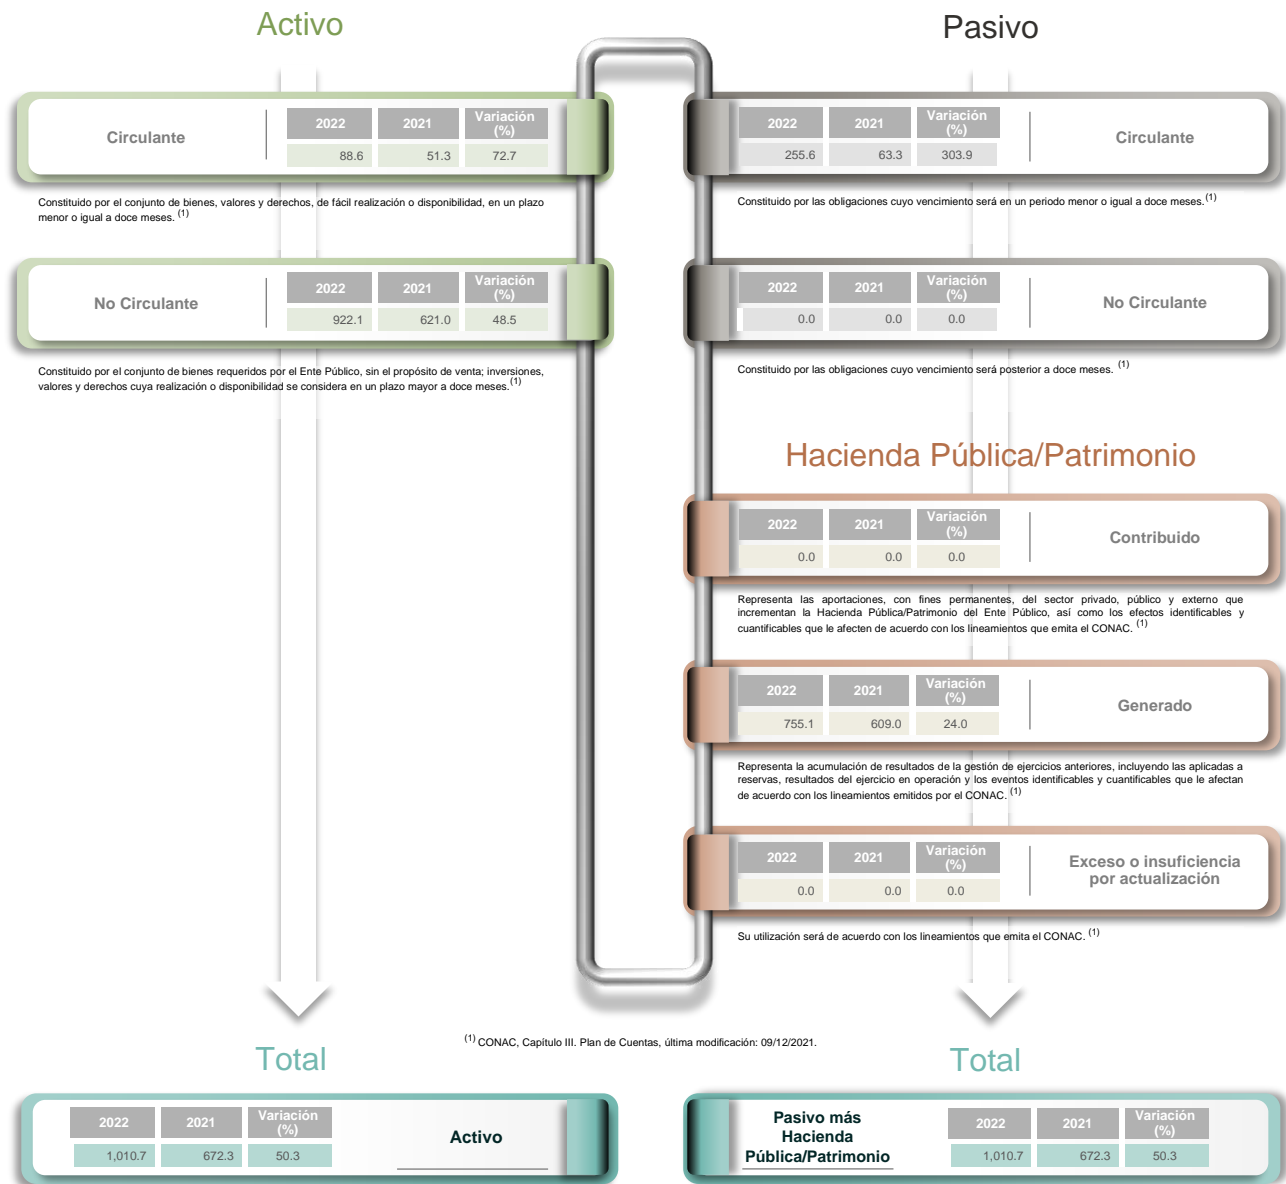 Activo
Circulante
2022 2021 Variación (%)
88.6 51.3 72.7
Constituido por el conjunto de bienes, valores y derechos, de fácil realización o disponibilidad, en un plazo
menor o igual a doce meses. (1)
No Circulante
2022 2021 Variación (%)
922.1 621.0 48.5
Constituido por el conjunto de bienes requeridos por el Ente Público, sin el propósito de venta; inversiones,
valores y derechos cuya realización o disponibilidad se considera en un plazo mayor a doce meses.(1)
Pasivo
2022 2021 Variación (%)
255.6 63.3 303.9
Circulante
Constituido por las obligaciones cuyo vencimiento será en un periodo menor o igual a doce meses.(1)
2022 2021 Variación (%)
0.0 0.0 0.0
No Circulante
Constituido por las obligaciones cuyo vencimiento será posterior a doce meses. (1)
Hacienda Pública/Patrimonio
2022 2021 Variación (%)
0.0 0.0 0.0
Contribuido
Representa las aportaciones, con fines permanentes, del sector privado, público y externo que
incrementan la Hacienda Pública/Patrimonio del Ente Público, así como los efectos identificables y
cuantificables que le afecten de acuerdo con los lineamientos que emita el CONAC. (1)
2022 2021 Variación (%)
755.1 609.0 24.0
Generado
Representa la acumulación de resultados de la gestión de ejercicios anteriores, incluyendo las aplicadas a
reservas, resultados del ejercicio en operación y los eventos identificables y cuantificables que le afectan
de acuerdo con los lineamientos emitidos por el CONAC. (1)
2022 2021 Variación (%)
0.0 0.0 0.0
Exceso o insuficiencia
por actualización
Su utilización será de acuerdo con los lineamientos que emita el CONAC. (1)
(1) CONAC, Capítulo III. Plan de Cuentas, última modificación: 09/12/2021.
Total
2022 2021 Variación (%)
1,010.7 672.3 50.3
Activo
Total
Pasivo más
Hacienda
Pública/Patrimonio
2022 2021 Variación (%)
1,010.7 672.3 50.3